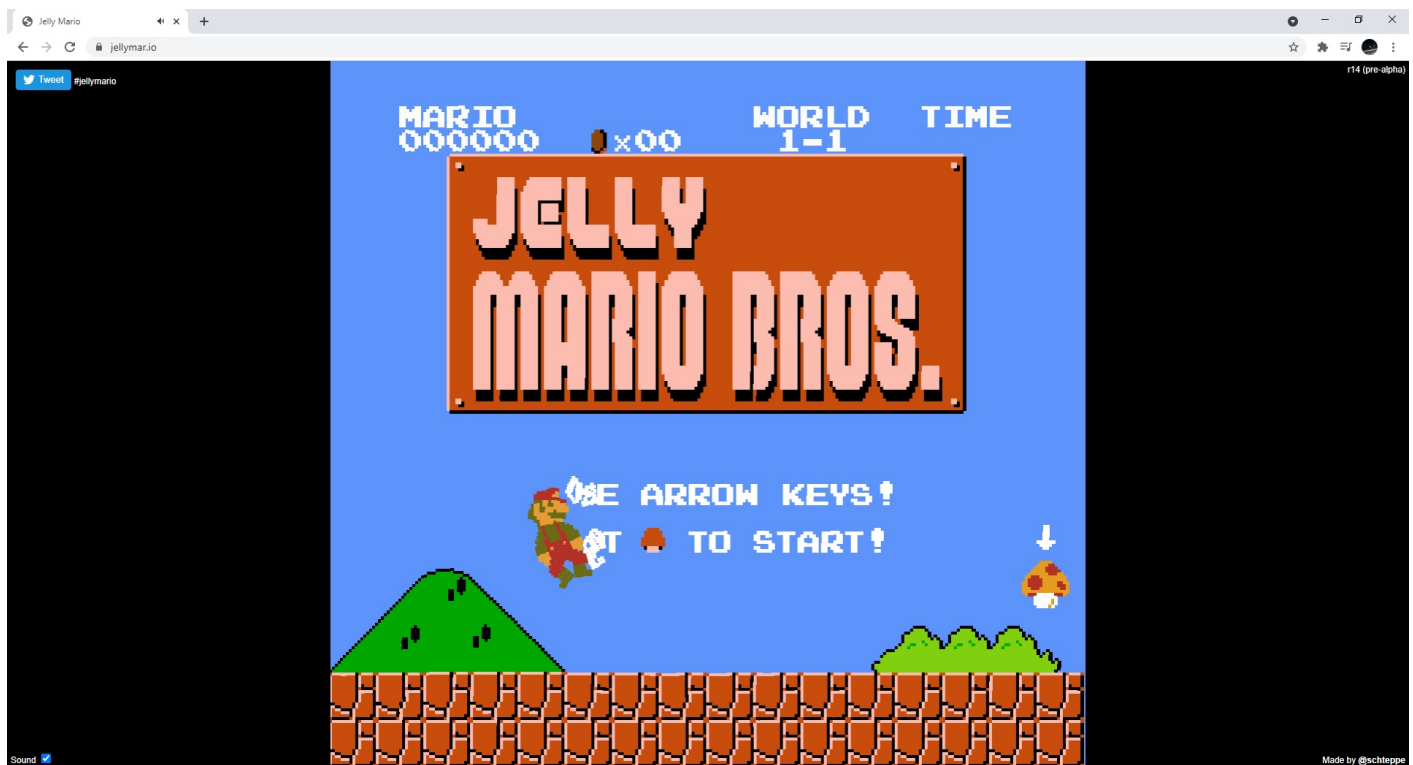 Jelly Mario
jellymar.io
Tweet #jellymario
r14 (pre-alpha)
MARIO WORLD TIME
000000 x00 1-1
JELLY
MARIO BROS.
USE ARROW KEYS!
TO START!
Sound
Made by @schteppe